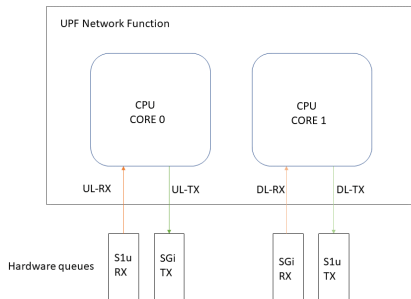 UPF Network Function
CPU
CORE 0
CPU
CORE 1
UL-RX
UL-TX
DL-RX
DL-TX
Hardware queues
S1u
RX
SGi
TX
SGi
RX
S1u
TX